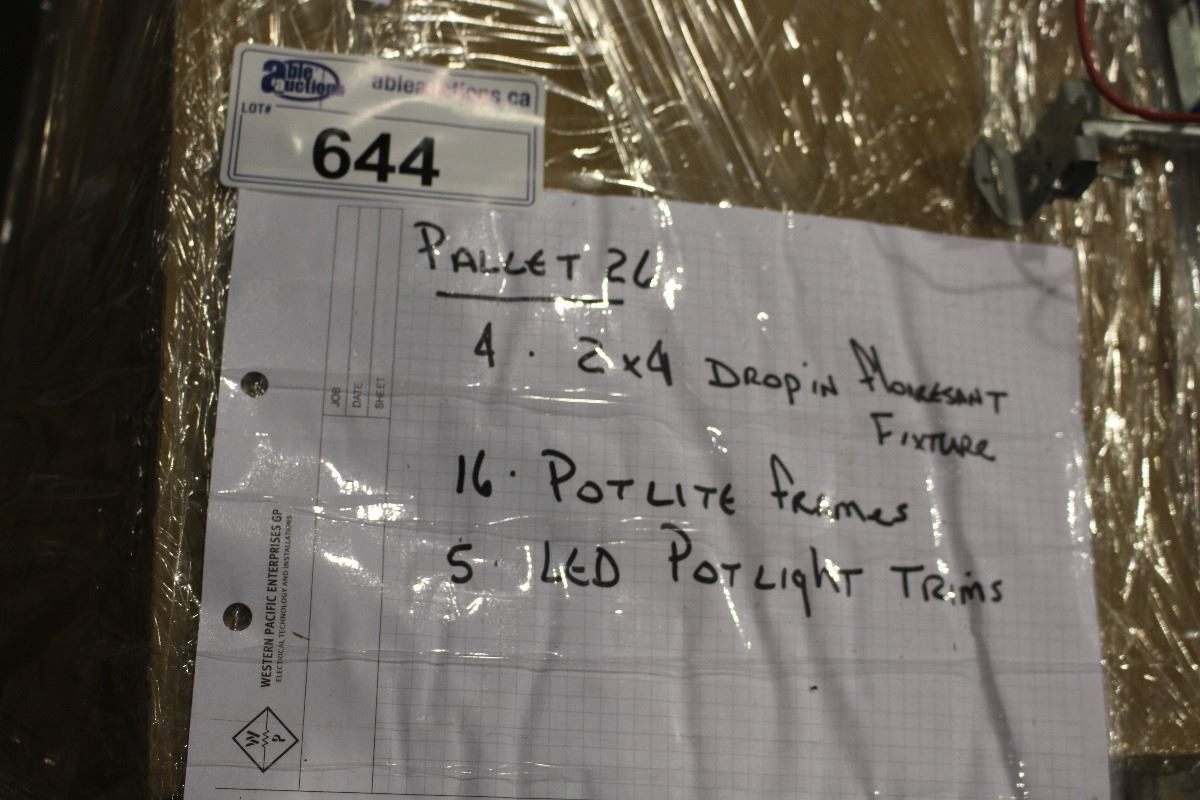 able auctions
ableauctions.ca
LOT#
644
PALLET 26
4 · 2x4 DROP IN Flouresant
FIXTURE
16 · POTLITE frames
5 · LED POTLIGHT TRIMS
JOB
DATE
SHEET
WESTERN PACIFIC ENTERPRISES GP
ELECTRICAL TECHNOLOGY AND INSTALLATIONS
W P